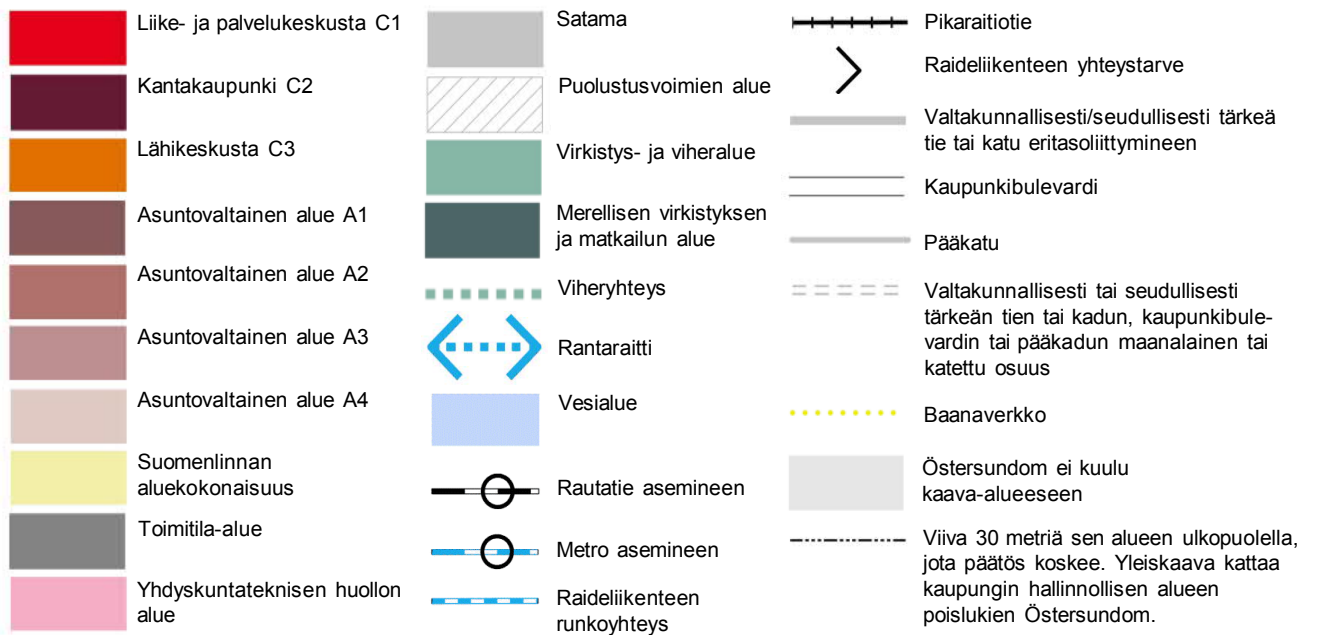 Liike- ja palvelukeskusta C1
Kantakaupunki C2
Lähikeskusta C3
Asuntovaltainen alue A1
Asuntovaltainen alue A2
Asuntovaltainen alue A3
Asuntovaltainen alue A4
Suomenlinnan
aluekokonaisuus
Toimitila-alue
Yhdyskuntateknisen huollon
alue
Satama
Puolustusvoimien alue
Virkistys- ja viheralue
Merellisen virkistyksen
ja matkailun alue
Viheryhteys
Rantaraitti
Vesialue
Rautatie asemineen
Metro asemineen
Raideliikenteen
runkoyhteys
Pikaraitiotie
Raideliikenteen yhteystarve
Valtakunnallisesti/seudullisesti tärkeä
tie tai katu eritasoliittymineen
Kaupunkibulevardi
Pääkatu
Valtakunnallisesti tai seudullisesti
tärkeän tien tai kadun, kaupunkibule-
vardin tai pääkadun maanalainen tai
katettu osuus
Baanaverkko
Östersundom ei kuulu
kaava-alueeseen
Viiva 30 metriä sen alueen ulkopuolella,
jota päätös koskee. Yleiskaava kattaa
kaupungin hallinnollisen alueen
poislukien Östersundom.